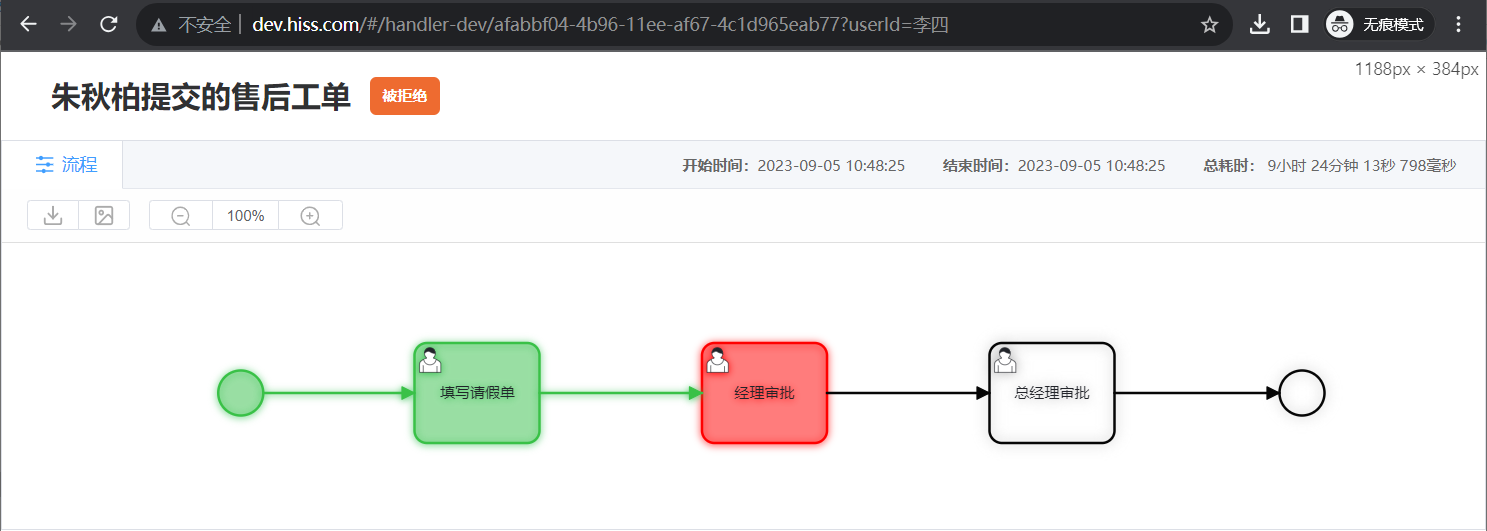 不安全 | dev.hiss.com/#/handler-dev/afabbf04-4b96-11ee-af67-4c1d965eab77?userId=李四
无痕模式
1188px × 384px
朱秋柏提交的售后工单 被拒绝
流程
开始时间：2023-09-05 10:48:25 结束时间：2023-09-05 10:48:25 总耗时： 9小时 24分钟 13秒 798毫秒
100%
填写请假单
经理审批
总经理审批